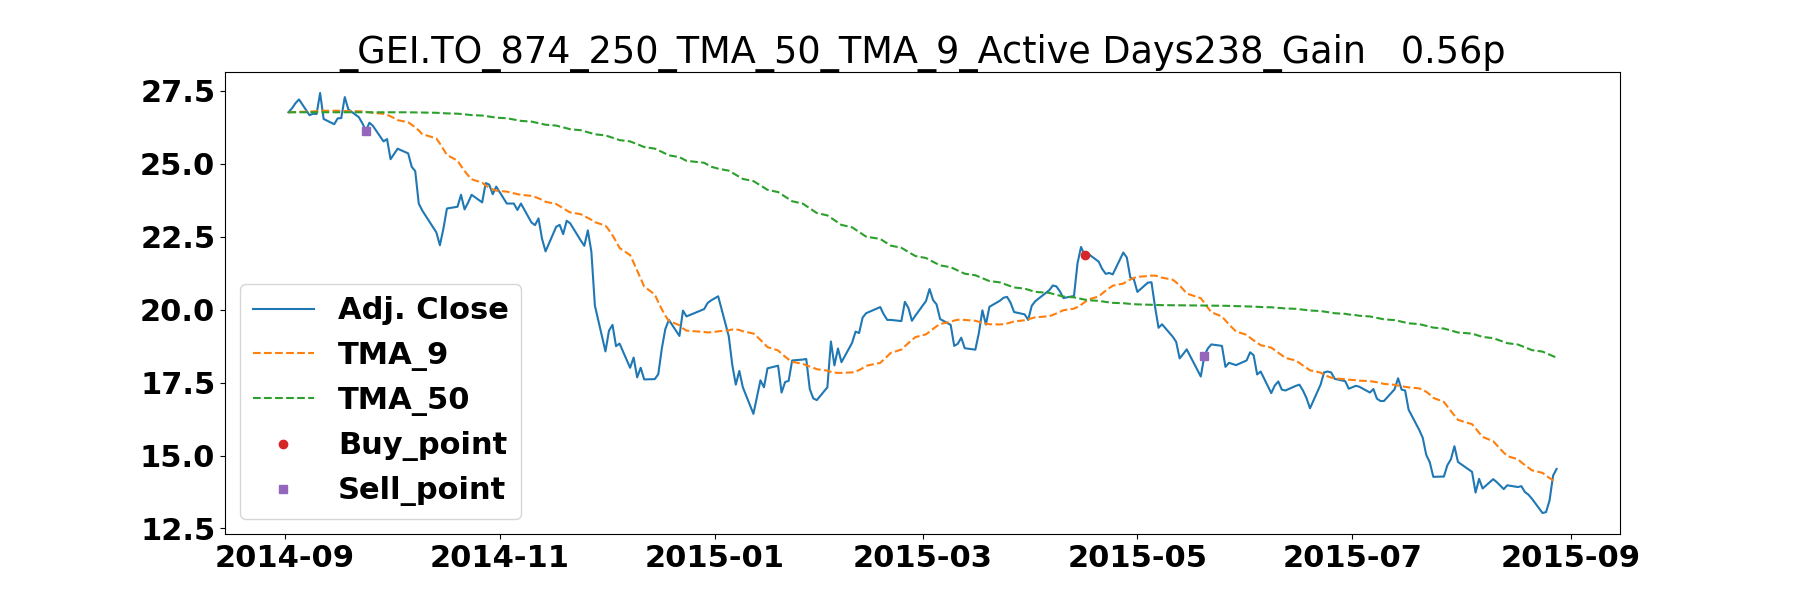 _GEI.TO_874_250_TMA_50_TMA_9_Active Days238_Gain   0.56p
27.5
25.0
22.5
20.0
17.5
15.0
12.5
Adj. Close
TMA_9
TMA_50
Buy_point
Sell_point
2014-09 2014-11 2015-01 2015-03 2015-05 2015-07 2015-09